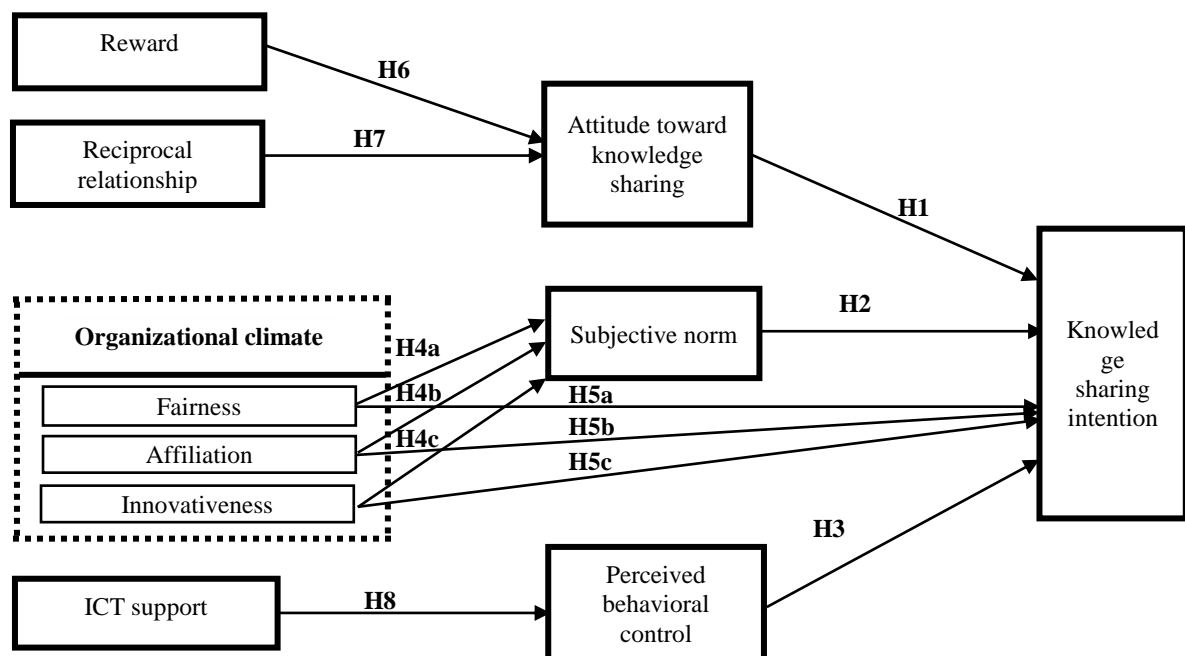 Reward
H6
Attitude toward
knowledge
sharing
H7
Reciprocal
relationship
H1
Organizational climate
H4a
Subjective norm
H2
Knowled
ge
sharing
intention
Fairness
H4b
H5a
Affiliation
H4c
H5b
Innovativeness
H5c
H3
ICT support
H8
Perceived
behavioral
control